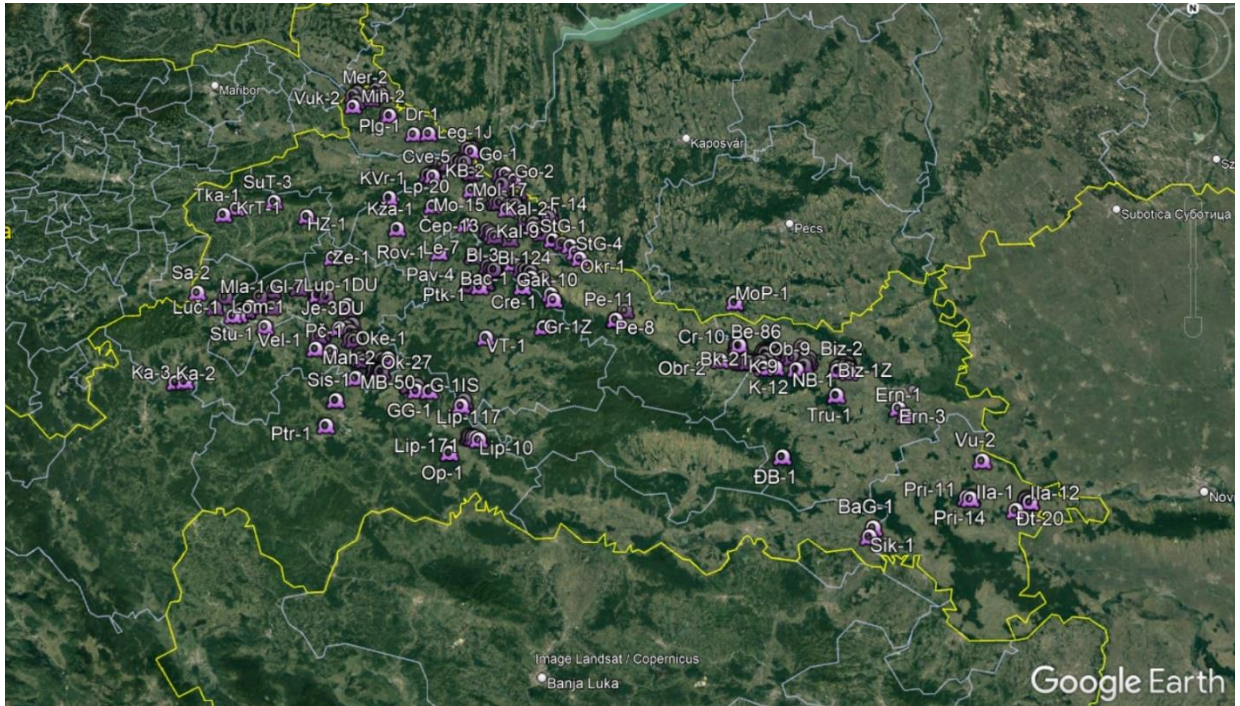 N
Mer-2
Maribor
Vuk-2
Mih-2
Plg-1
Dr-1
Leg-1J
Kaposvár
Cve-5
Go-1
KB-2
Go-2
SuT-3
KVr-1
Lp-20
Mol-17
Tka-1
KrT-1
Kža-1
Mo-15
Kal-2
F-14
Subotica Суботица
HZ-1
Čep-13
Kal-9
StG-1
Pécs
Rov-1
Le-7
StG-4
Že-1
Bl-3
Bl-124
Okr-1
Sa-2
Pav-4
Bac-1
Gak-10
Mla-1
Gl-7
Lup-1DU
Ptk-1
Cre-1
Pe-11
MoP-1
Luč-1
Lom-1
Je-3DU
Stu-1
Vel-1
Pč-1
Oke-1
VT-1
Gr-1Z
Pe-8
Cr-10
Be-86
Mah-2
Ok-27
Obr-2
Bk-21
Ob-9
Biz-2
Ka-3
Ka-2
Sis-1
MB-50
G-1IS
K-9
K-12
NB-1
Biz-1Z
GG-1
Lip-117
Tru-1
Ern-1
Ern-3
Ptr-1
Lip-171
Lip-10
Op-1
ĐB-1
Vu-2
Pri-11
Ila-1
Ila-12
Novi
BaG-1
Pri-14
Đt-20
Sik-1
Image Landsat / Copernicus
Banja Luka
Google Earth